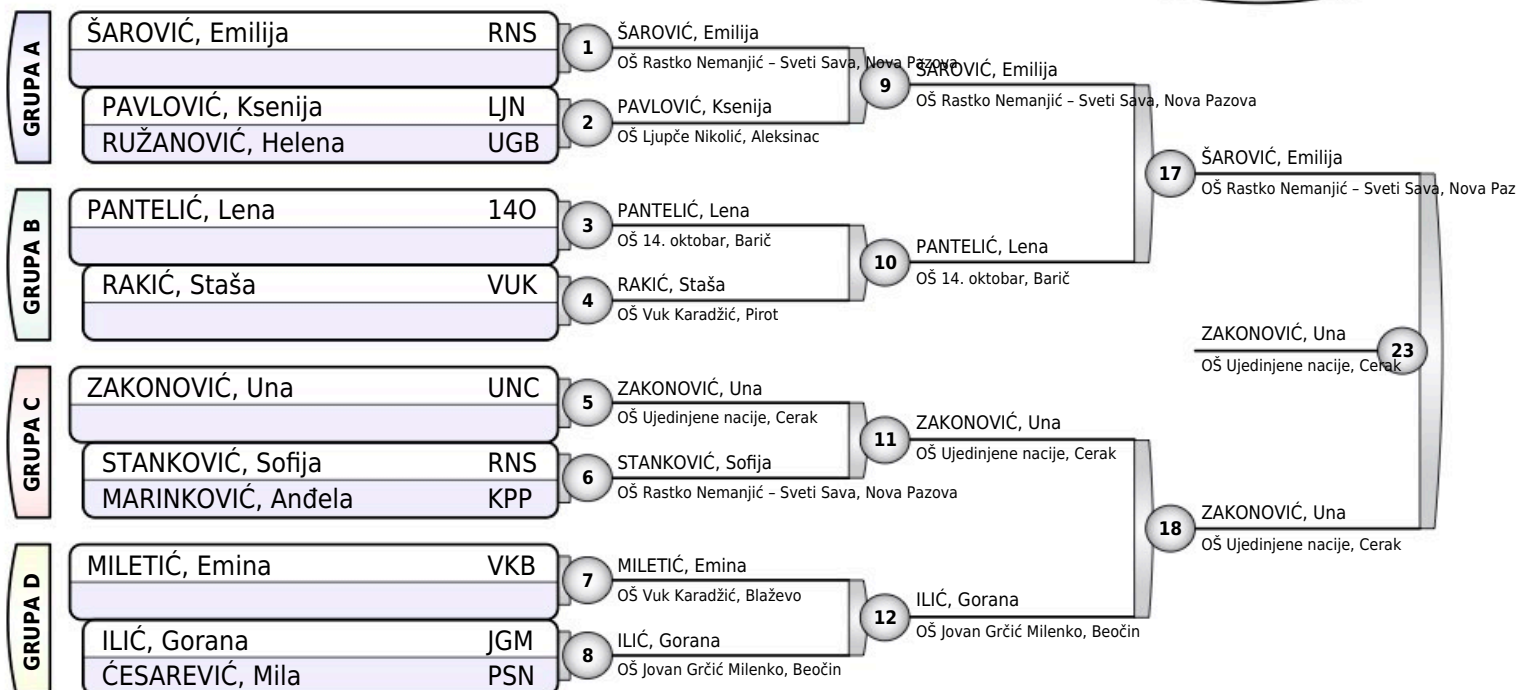 GRUPA A
ŠAROVIĆ, Emilija RNS
PAVLOVIĆ, Ksenija LJN
RUŽANOVIĆ, Helena UGB
GRUPA B
PANTELIĆ, Lena 14O
RAKIĆ, Staša VUK
GRUPA C
ZAKONOVIĆ, Una UNC
STANKOVIĆ, Sofija RNS
MARINKOVIĆ, Anđela KPP
GRUPA D
MILETIĆ, Emina VKB
ILIĆ, Gorana JGM
ĆESAREVIĆ, Mila PSN
1
ŠAROVIĆ, Emilija
OŠ Rastko Nemanjić – Sveti Sava, Nova Pazova
2
PAVLOVIĆ, Ksenija
OŠ Ljupče Nikolić, Aleksinac
3
PANTELIĆ, Lena
OŠ 14. oktobar, Barič
4
RAKIĆ, Staša
OŠ Vuk Karadžić, Pirot
5
ZAKONOVIĆ, Una
OŠ Ujedinjene nacije, Cerak
6
STANKOVIĆ, Sofija
OŠ Rastko Nemanjić – Sveti Sava, Nova Pazova
7
MILETIĆ, Emina
OŠ Vuk Karadžić, Blaževo
8
ILIĆ, Gorana
OŠ Jovan Grčić Milenko, Beočin
9
ŠAROVIĆ, Emilija
OŠ Rastko Nemanjić – Sveti Sava, Nova Pazova
10
PANTELIĆ, Lena
OŠ 14. oktobar, Barič
11
ZAKONOVIĆ, Una
OŠ Ujedinjene nacije, Cerak
12
ILIĆ, Gorana
OŠ Jovan Grčić Milenko, Beočin
17
ŠAROVIĆ, Emilija
OŠ Rastko Nemanjić – Sveti Sava, Nova Paz
18
ZAKONOVIĆ, Una
OŠ Ujedinjene nacije, Cerak
23
ZAKONOVIĆ, Una
OŠ Ujedinjene nacije, Cerak